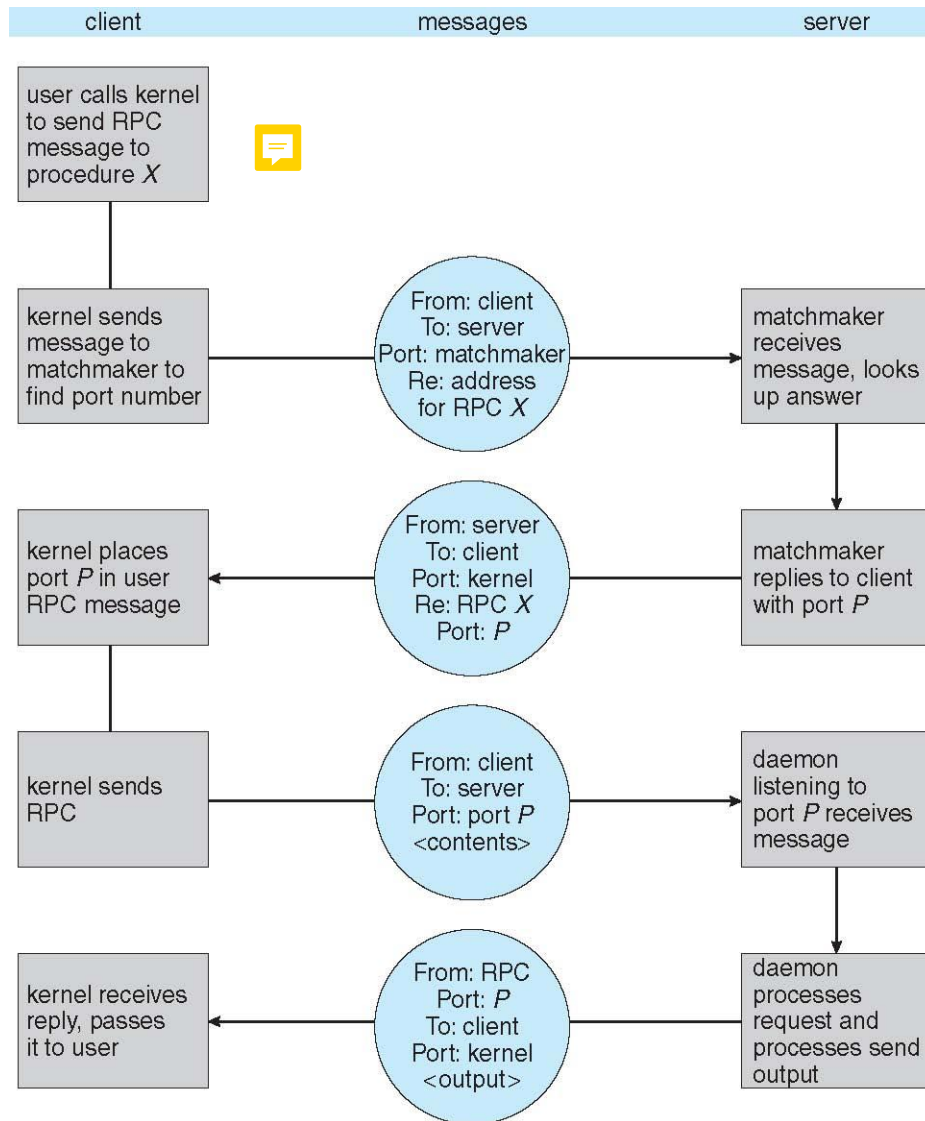 client
messages
server
user calls kernel
to send RPC
message to
procedure X
kernel sends
message to
matchmaker to
find port number
From: client
To: server
Port: matchmaker
Re: address
for RPC X
matchmaker
receives
message, looks
up answer
kernel places
port P in user
RPC message
From: server
To: client
Port: kernel
Re: RPC X
Port: P
matchmaker
replies to client
with port P
kernel sends
RPC
From: client
To: server
Port: port P
<contents>
daemon
listening to
port P receives
message
kernel receives
reply, passes
it to user
From: RPC
Port: P
To: client
Port: kernel
<output>
daemon
processes
request and
processes send
output